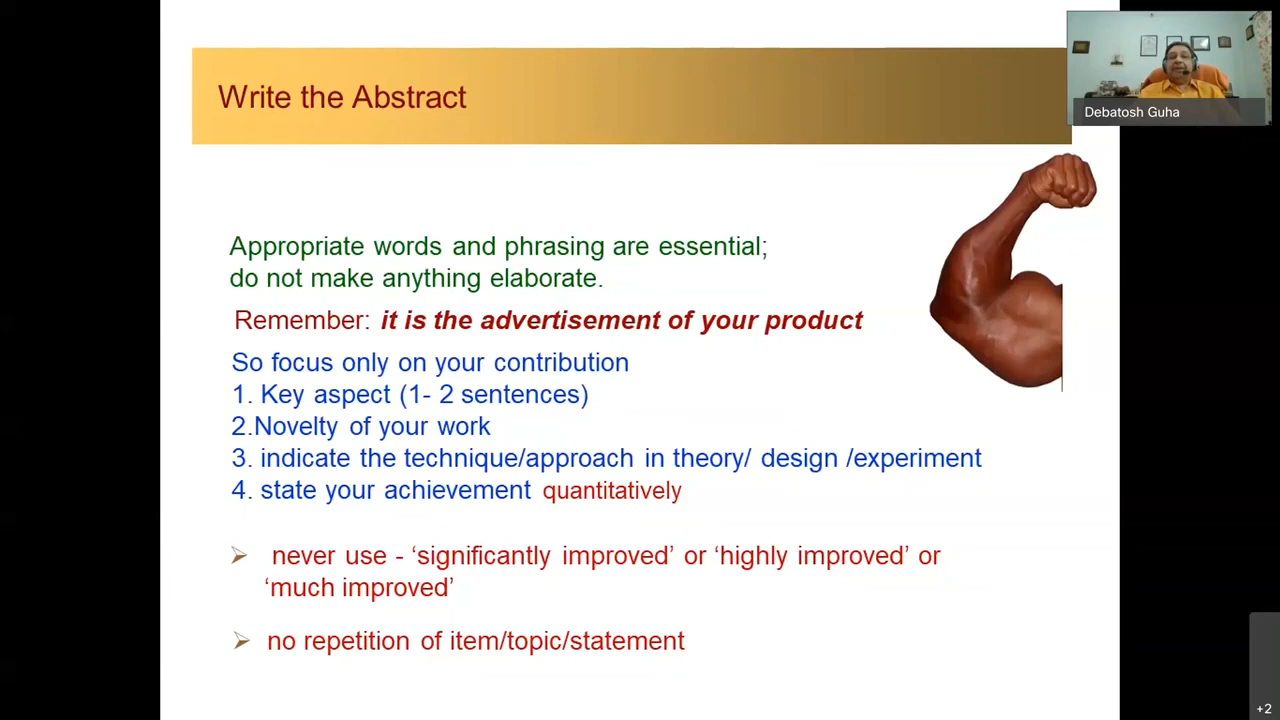 Write the Abstract
Debatosh Guha
Appropriate words and phrasing are essential;
do not make anything elaborate.
Remember: it is the advertisement of your product
So focus only on your contribution
1. Key aspect (1- 2 sentences)
2.Novelty of your work
3. indicate the technique/approach in theory/ design /experiment
4. state your achievement quantitatively
never use - ‘significantly improved’ or ‘highly improved’ or
‘much improved’
no repetition of item/topic/statement
+2